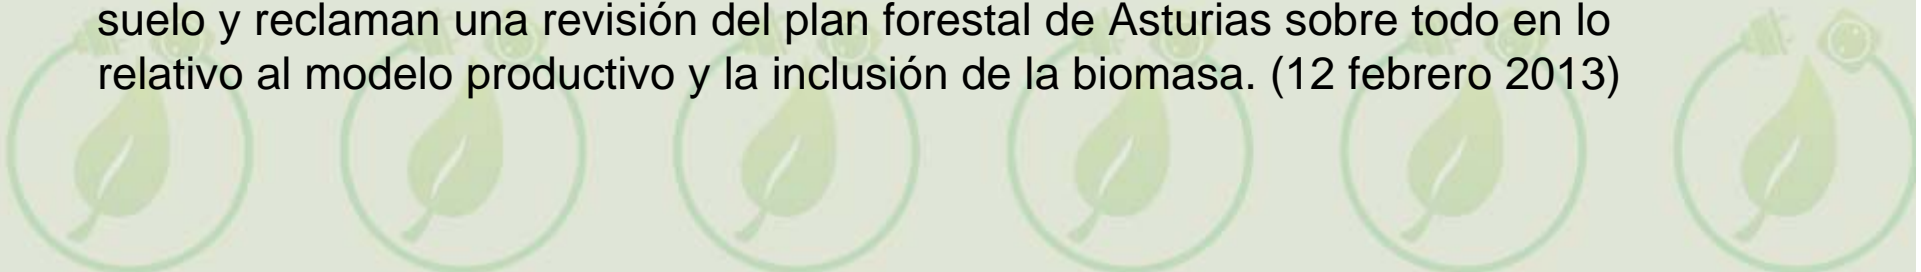 suelo y reclaman una revisión del plan forestal de Asturias sobre todo en lo
relativo al modelo productivo y la inclusión de la biomasa. (12 febrero 2013)